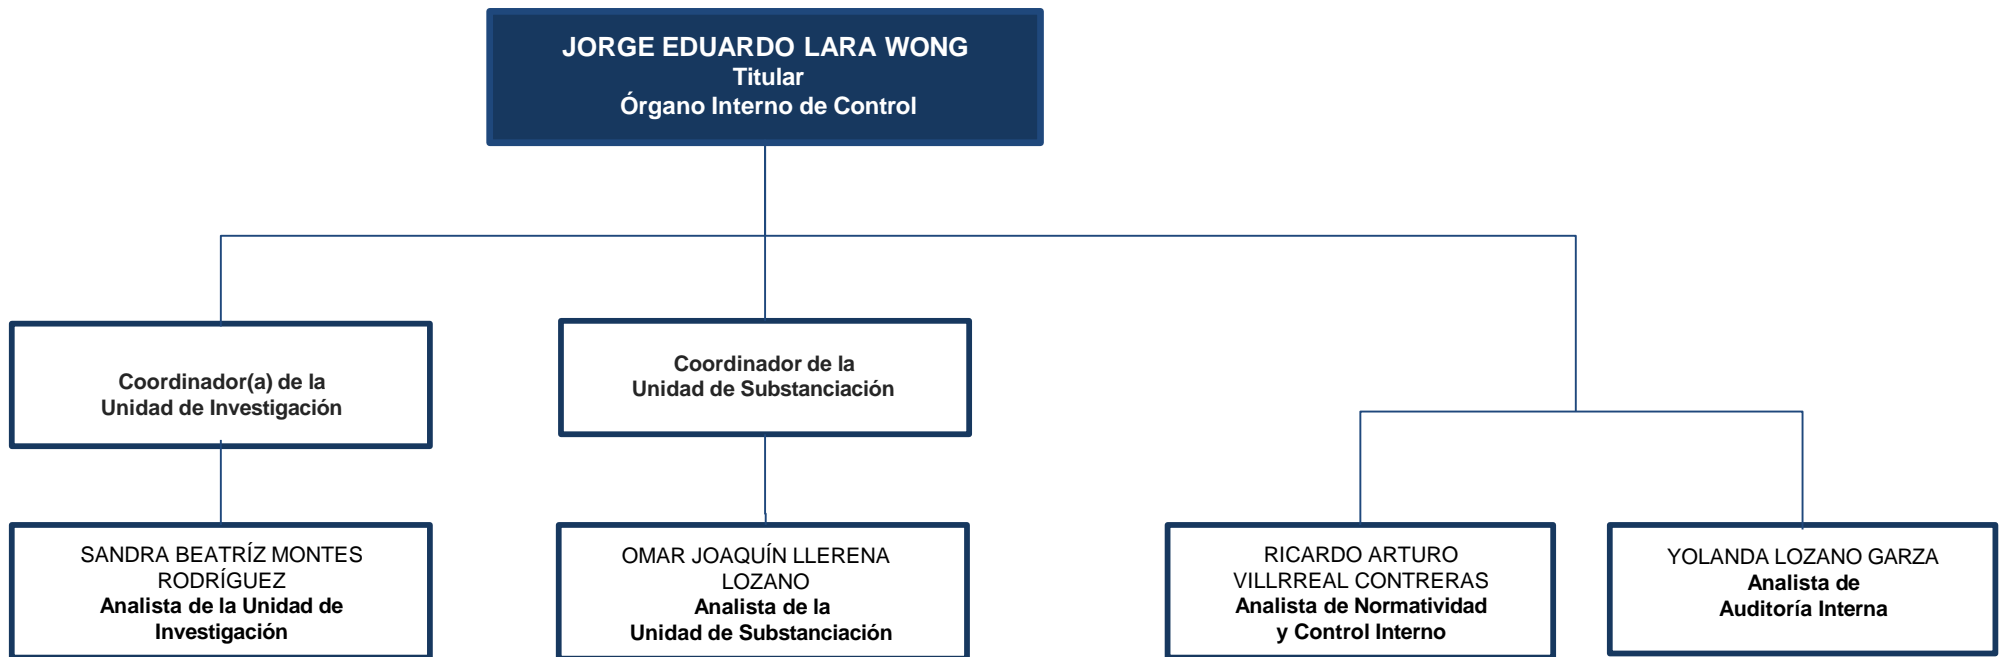 JORGE EDUARDO LARA WONG
Titular
Órgano Interno de Control
Coordinador(a) de la
Unidad de Investigación
Coordinador de la
Unidad de Substanciación
SANDRA BEATRÍZ MONTES
RODRÍGUEZ
Analista de la Unidad de
Investigación
OMAR JOAQUÍN LLERENA
LOZANO
Analista de la
Unidad de Substanciación
RICARDO ARTURO
VILLRREAL CONTRERAS
Analista de Normatividad
y Control Interno
YOLANDA LOZANO GARZA
Analista de
Auditoría Interna